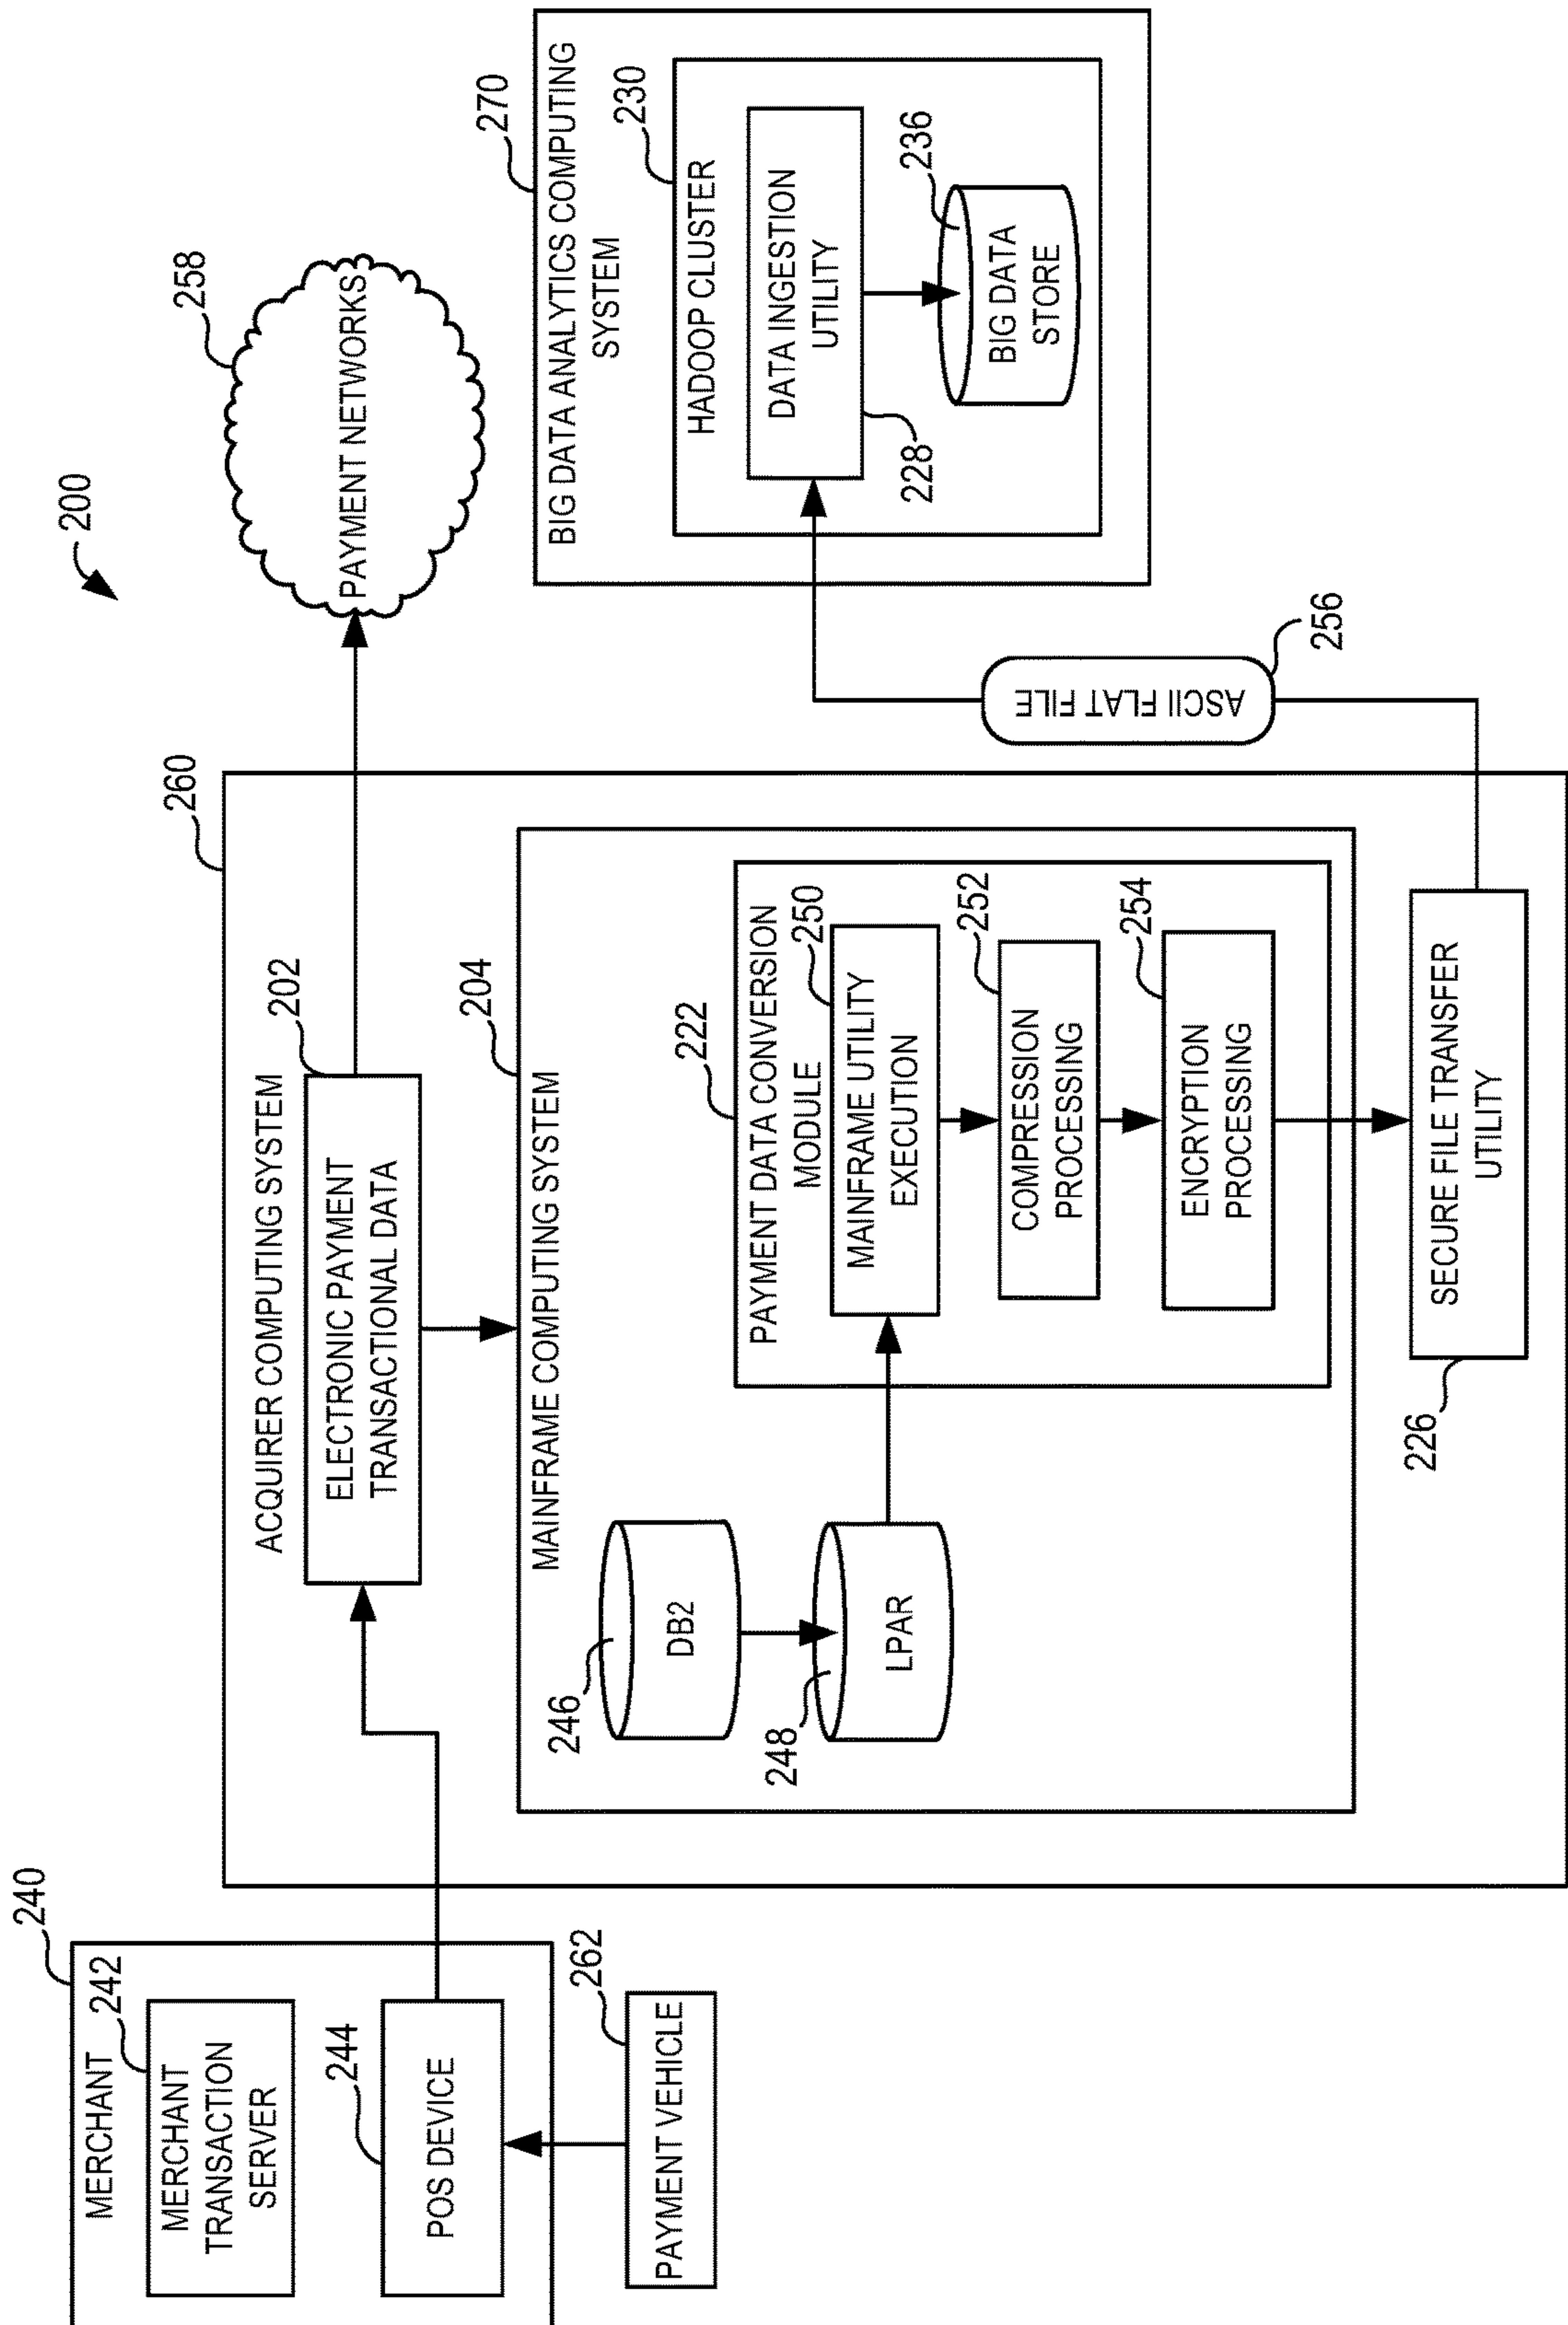 200
240
MERCHANT
242
MERCHANT
TRANSACTION
SERVER
244
POS DEVICE
262
PAYMENT VEHICLE
260
ACQUIRER COMPUTING SYSTEM
202
ELECTRONIC PAYMENT
TRANSACTIONAL DATA
204
MAINFRAME COMPUTING SYSTEM
246
DB2
248
LPAR
222
PAYMENT DATA CONVERSION
MODULE
250
MAINFRAME UTILITY
EXECUTION
252
COMPRESSION
PROCESSING
254
ENCRYPTION
PROCESSING
SECURE FILE TRANSFER
UTILITY
226
258
PAYMENT NETWORKS
270
BIG DATA ANALYTICS COMPUTING
SYSTEM
230
HADOOP CLUSTER
DATA INGESTION
UTILITY
228
236
BIG DATA
STORE
ASCII FLAT FILE
256